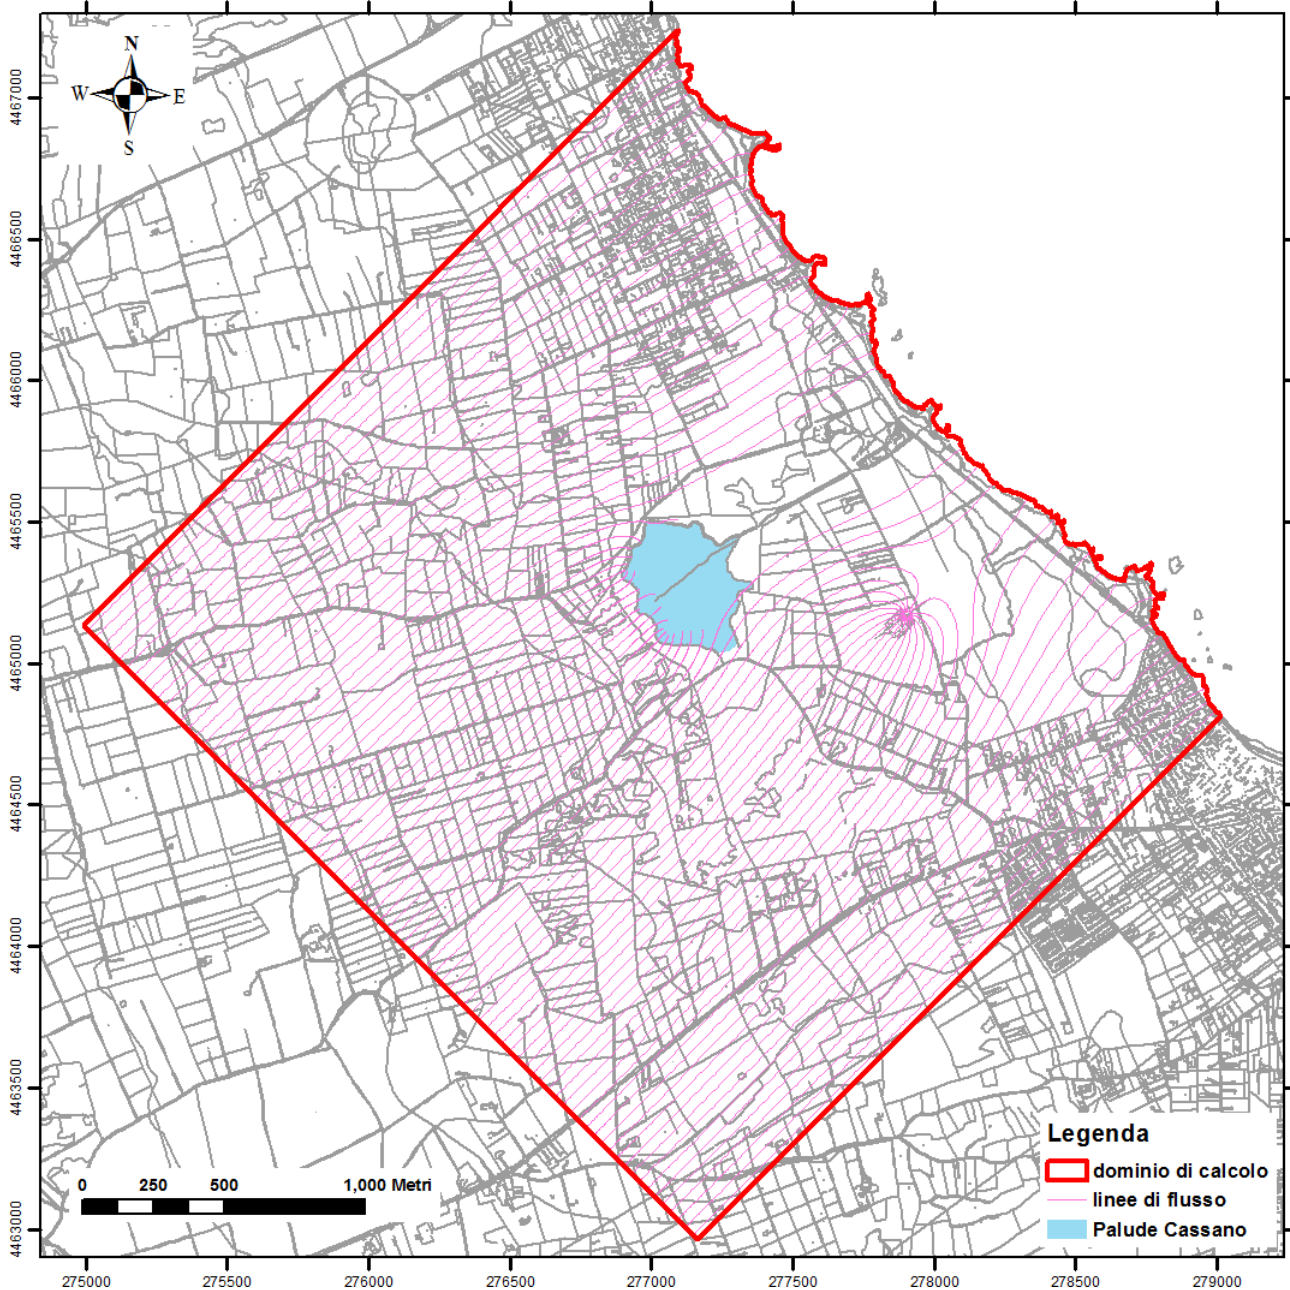 N
W E
S
4467000
4466500
4466000
4465500
4465000
4464500
4464000
4463500
4463000
Legenda
dominio di calcolo
linee di flusso
Palude Cassano
0 250 500 1,000 Metri
275000 275500 276000 276500 277000 277500 278000 278500 279000